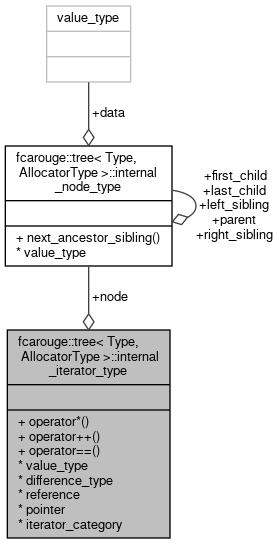 value_type
+data
fcarouge::tree< Type,
AllocatorType >::internal
_node_type
+ next_ancestor_sibling()
* value_type
+first_child
+last_child
+left_sibling
+parent
+right_sibling
+node
fcarouge::tree< Type,
AllocatorType >::internal
_iterator_type
+ operator*()
+ operator++()
+ operator==()
* value_type
* difference_type
* reference
* pointer
* iterator_category